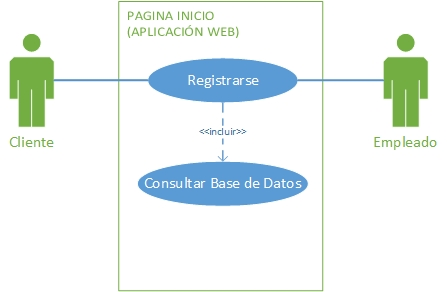 PAGINA INICIO
(APLICACIÓN WEB)
Registrarse
Cliente
Empleado
<<incluir>>
Consultar Base de Datos